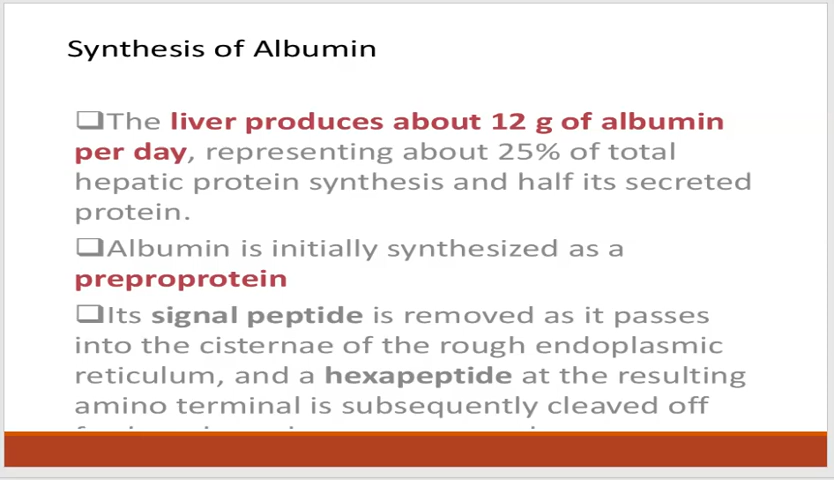 Synthesis of Albumin
❑The liver produces about 12 g of albumin
per day, representing about 25% of total
hepatic protein synthesis and half its secreted
protein.
❑Albumin is initially synthesized as a
preproprotein
❑Its signal peptide is removed as it passes
into the cisternae of the rough endoplasmic
reticulum, and a hexapeptide at the resulting
amino terminal is subsequently cleaved off